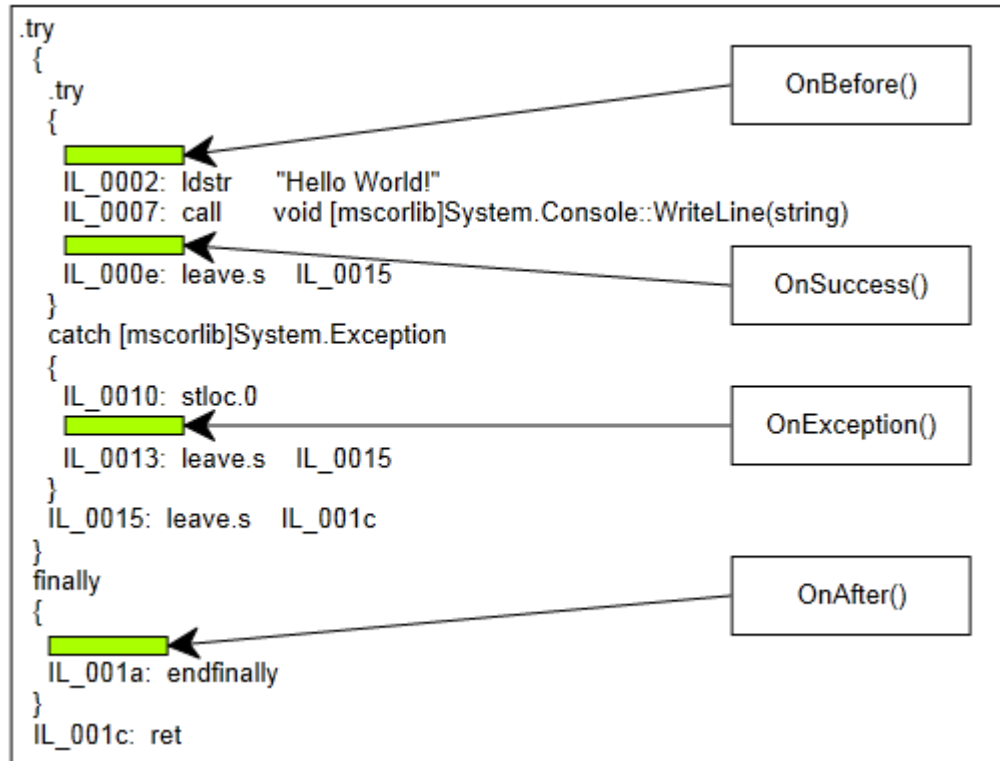 .try
{
.try
OnBefore()
{
IL_0002: ldstr "Hello World!"
IL_0007: call void [mscorlib]System.Console::WriteLine(string)
IL_000e: leave.s IL_0015
OnSuccess()
}
catch [mscorlib]System.Exception
{
IL_0010: stloc.0
OnException()
IL_0013: leave.s IL_0015
}
IL_0015: leave.s IL_001c
}
finally
OnAfter()
{
IL_001a: endfinally
}
IL_001c: ret